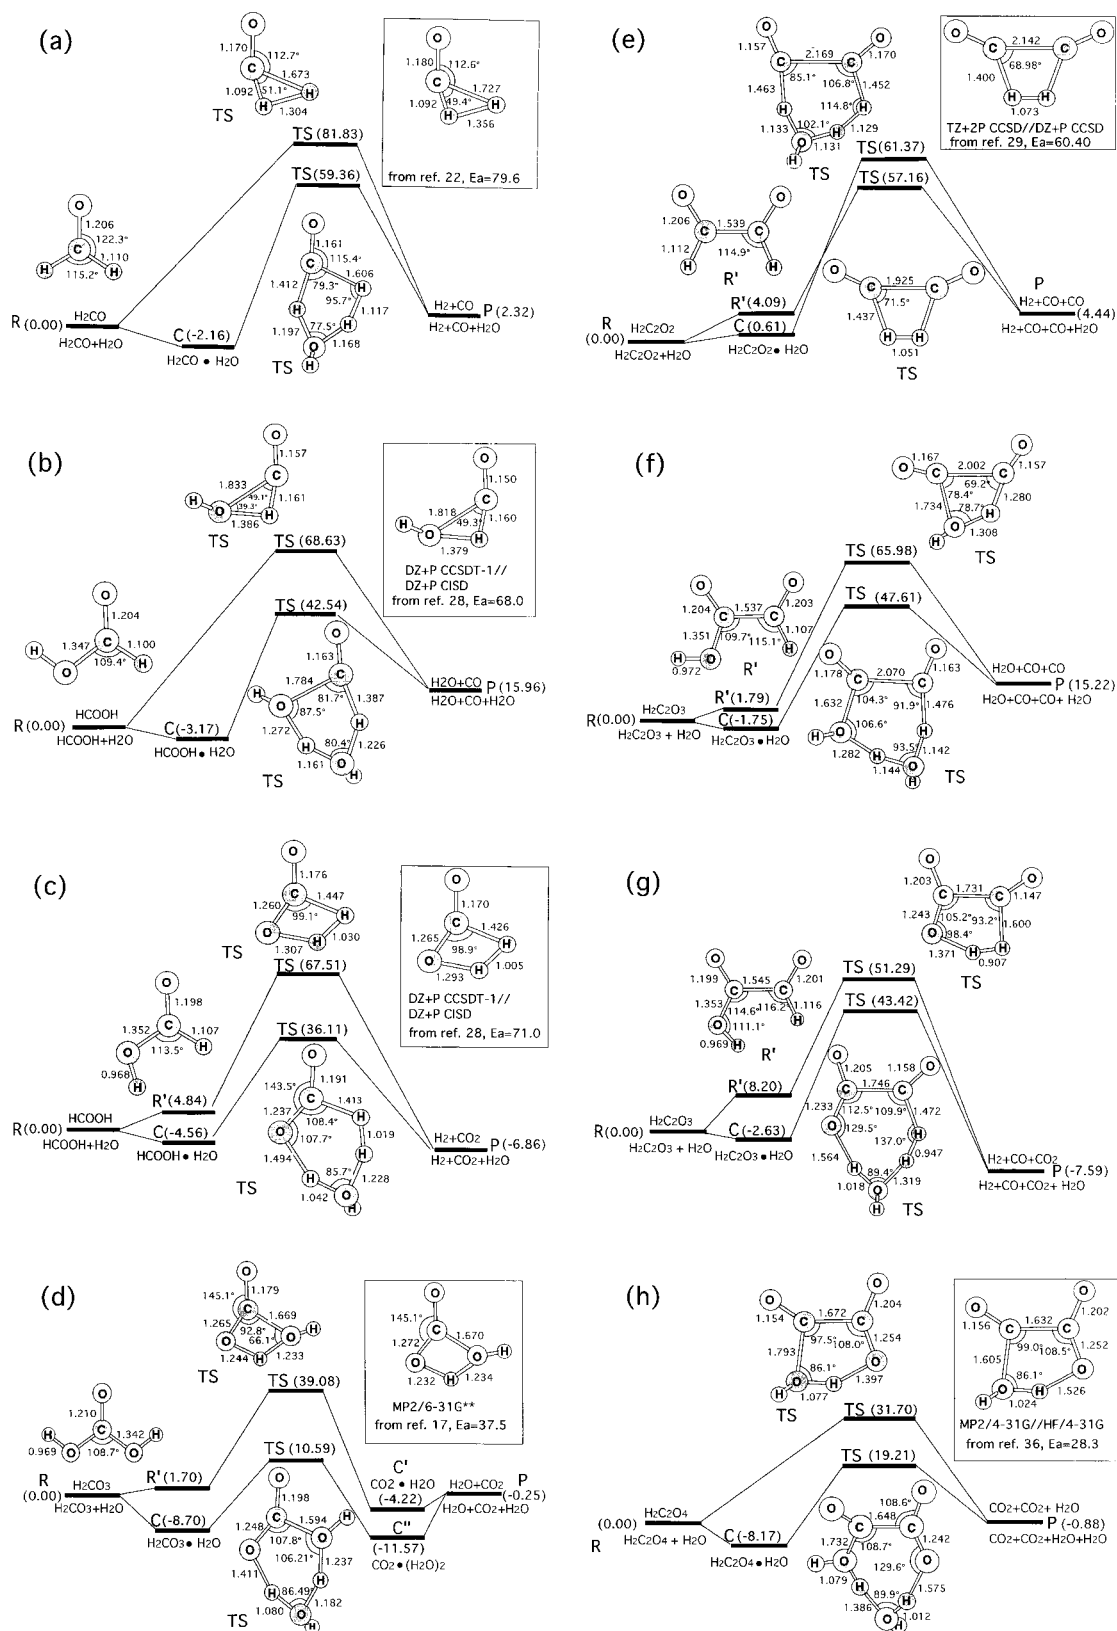 (a)
O
1.170
112.7°
C
1.673
1.092
51.1°
H
H
1.304
TS
O
1.180
112.6°
C
1.727
1.092
49.4°
H
H
1.356
from ref. 22, Ea=79.6
TS (81.83)
TS (59.36)
O
1.206
122.3°
C
1.110
H
H
115.2°
O
1.161
115.4°
C
1.606
1.412
79.3°
H
95.7°
H
1.117
77.5°
H
1.197
O
1.168
H
TS
R (0.00)
H2CO
H2CO+H2O
C (-2.16)
H2CO • H2O
H2+CO
P (2.32)
H2+CO+H2O
(b)
O
1.157
1.833
C
49.1°
1.161
H
O
39.3°
H
1.386
TS
O
1.150
1.818
C
49.3°
1.160
H
O
H
1.379
DZ+P CCSDT-1//
DZ+P CISD
from ref. 28, Ea=68.0
TS (68.63)
TS (42.54)
O
1.204
H
1.347
C
1.100
O
109.4°
H
O
1.163
1.784
C
H
81.7°
1.387
O
87.5°
H
1.272
80.4°
1.226
H
O
1.161
H
TS
R(0.00)
HCOOH
HCOOH+H2O
C(-3.17)
HCOOH • H2O
H2O+CO
P (15.96)
H2O+CO+H2O
(c)
O
1.176
1.260
C
1.447
99.1°
H
O
H
1.030
1.307
TS
O
1.170
C
1.426
1.265
98.9°
H
O
H
1.005
1.293
DZ+P CCSDT-1//
DZ+P CISD
from ref. 28, Ea=71.0
TS (67.51)
TS (36.11)
O
1.198
1.352
C
1.107
O
113.5°
H
0.968
H
O
143.5°
1.191
C
1.413
1.237
108.4°
H
O
107.7°
1.019
H
1.494
85.7°
1.228
H
O
1.042
H
TS
R(0.00)
HCOOH
HCOOH+H2O
R' (4.84)
C (-4.56)
HCOOH • H2O
H2+CO2
P(-6.86)
H2+CO2+H2O
(d)
O
145.1°
1.179
C
1.669
1.265
92.8°
O
H
66.1°
O
H
1.244
1.233
TS
O
145.1°
C
1.670
1.272
O
H
O
H
1.232
1.234
MP2/6-31G**
from ref. 17, Ea=37.5
TS (39.08)
TS (10.59)
O
1.210
H
C
1.342
H
0.969
O
108.7°
O
O
1.198
H
C
1.594
1.248
107.8°
O
O
106.21°
1.237
1.411
H
H
86.49°
1.182
1.080
O
H
TS
R
(0.00)
H2CO3
H2CO3+H2O
R' (1.70)
C(-8.70)
H2CO3 • H2O
C'
CO2 • H2O
(-4.22)
C"
(-11.57)
CO2 • (H2O)2
H2O+CO2
P
(-0.25)
H2O+CO2+H2O
(e)
O
O
1.157
2.169
1.170
C
C
85.1°
106.8°
1.452
1.463
H
114.8°
H
1.133
102.1°
H
1.129
O
1.131
H
TS
O
2.142
O
C
C
68.98°
1.400
H
H
1.073
TZ+2P CCSD//DZ+P CCSD
from ref. 29, Ea=60.40
TS(61.37)
TS(57.16)
O
O
1.206
1.539
C
C
1.112
114.9°
H
H
R'
O
1.925
O
C
C
71.5°
1.437
H
H
1.051
TS
R
(0.00)
H2C2O2
H2C2O2+H2O
R' (4.09)
C (0.61)
H2C2O2 • H2O
P
H2+CO+CO
(4.44)
H2+CO+CO+H2O
(f)
O
1.167
2.002
O
1.157
C
C
78.4°
69.2°
1.280
1.734
78.7°
H
O
1.308
H
TS
TS (65.98)
TS (47.61)
O
O
1.204
1.537
1.203
C
C
1.351
109.7°
115.1°
1.107
H
O
H
0.972
R'
O
2.070
O
1.178
1.163
C
C
1.632
104.3°
91.9°
1.476
106.6°
H
O
H
93.5°
1.142
1.282
H
O
1.144
H
TS
R(0.00)
H2C2O3
H2C2O3 + H2O
R' (1.79)
C(-1.75)
H2C2O3 • H2O
H2O+CO+CO
P (15.22)
H2O+CO+CO+ H2O
(g)
O
1.203
1.731
O
1.147
C
C
1.243
105.2°
93.2°
1.600
O
98.4°
H
H
1.371
0.907
TS
TS (51.29)
TS (43.42)
O
O
1.199
1.545
1.201
C
C
1.353
114.6°
116.2°
1.116
O
111.1°
H
0.969
H
R'
O
O
1.205
1.158
1.746
C
C
1.233
112.5°
109.9°
1.472
O
129.5°
H
137.0°
0.947
1.564
H
H
89.4°
1.319
1.018
O
H
TS
R(0.00)
H2C2O3
H2C2O3 + H2O
R' (8.20)
C (-2.63)
H2C2O3 • H2O
H2+CO+CO2
P (-7.59)
H2+CO+CO2+ H2O
(h)
O
O
1.154
1.672
1.204
C
C
97.5°
108.0°
1.254
1.793
86.1°
O
H
O
H
1.077
1.397
TS
O
O
1.156
1.632
1.202
C
C
99.0°
108.5°
1.252
1.605
86.1°
O
H
O
H
1.024
1.526
MP2/4-31G//HF/4-31G
from ref. 36, Ea=28.3
TS (31.70)
TS (19.21)
108.6°
O
O
1.648
C
C
1.732
108.7°
1.242
H
O
129.6°
O
1.079
H
89.9°
1.575
H
1.386
O
1.012
H
TS
(0.00)
R
H2C2O4
H2C2O4 + H2O
C (-8.17)
H2C2O4 • H2O
CO2+CO2+ H2O
P (-0.88)
CO2+CO2+H2O+H2O